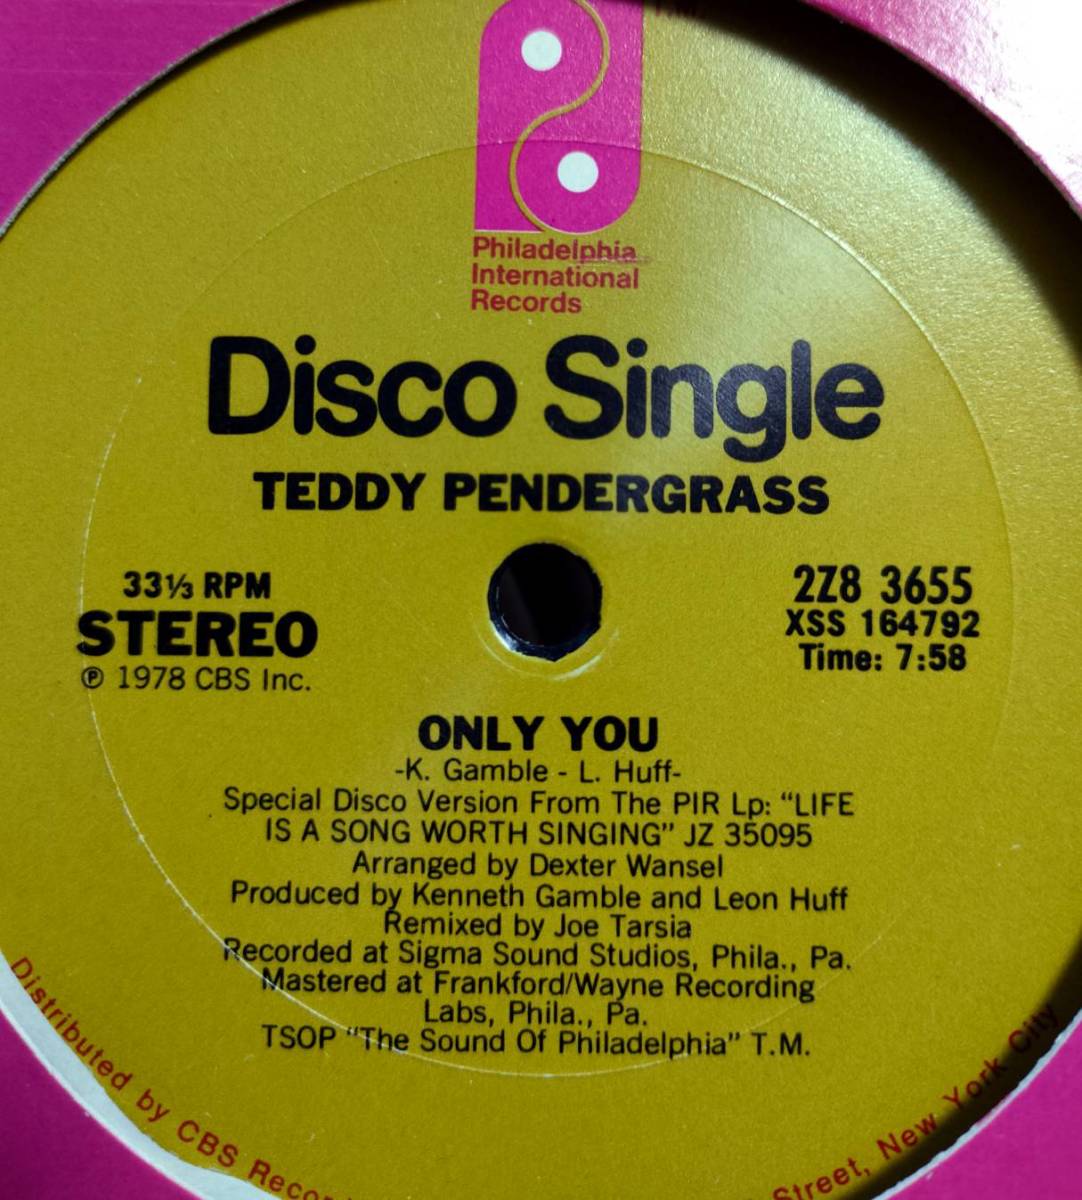 T.M.
Philadelphia
International
Records
Disco Single
TEDDY PENDERGRASS
33⅓ RPM
STEREO
℗ 1978 CBS Inc.
2Z8 3655
XSS 164792
Time: 7:58
ONLY YOU
-K. Gamble - L. Huff-
Special Disco Version From The PIR Lp: “LIFE
IS A SONG WORTH SINGING” JZ 35095
Arranged by Dexter Wansel
Produced by Kenneth Gamble and Leon Huff
Remixed by Joe Tarsia
Recorded at Sigma Sound Studios, Phila., Pa.
Mastered at Frankford/Wayne Recording
Labs, Phila., Pa.
TSOP “The Sound Of Philadelphia” T.M.
Distributed by CBS Recor
Street, New York City